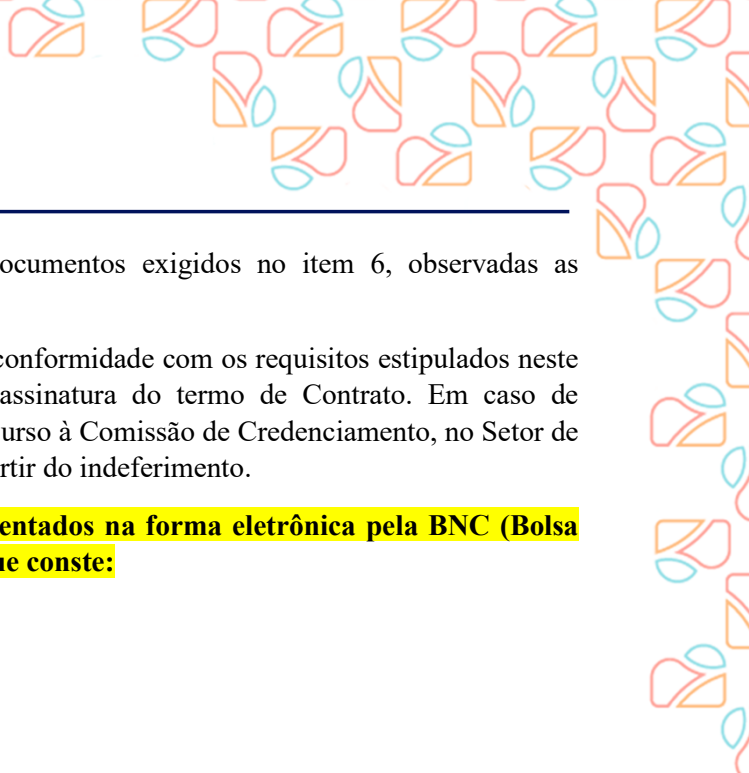 ocumentos exigidos no item 6, observadas as
conformidade com os requisitos estipulados neste
assinatura do termo de Contrato. Em caso de
urso à Comissão de Credenciamento, no Setor de
rtir do indeferimento.
entados na forma eletrônica pela BNC (Bolsa
ue conste: